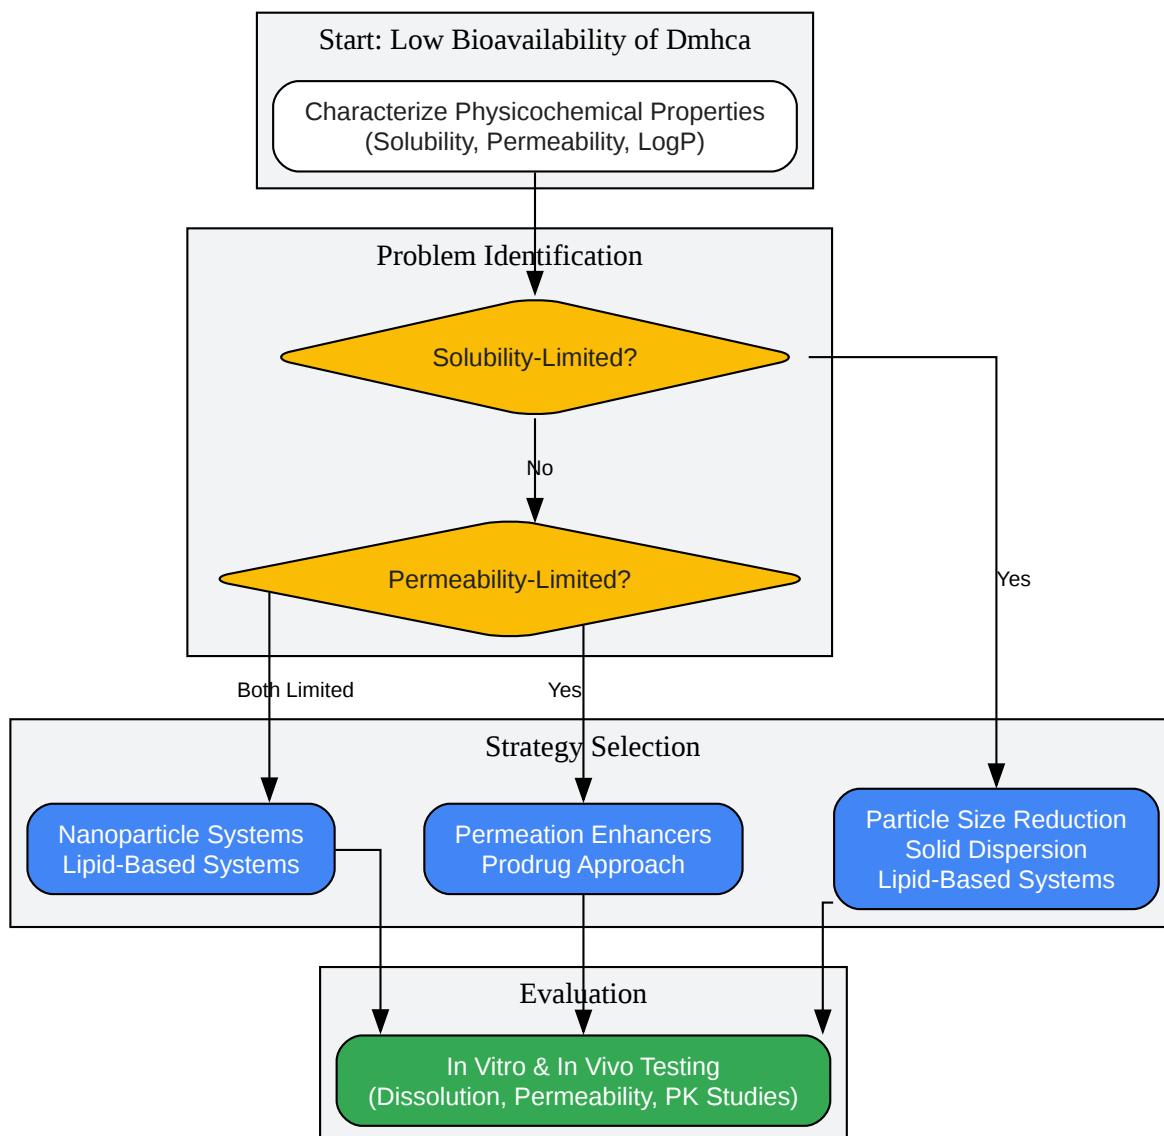 Start: Low Bioavailability of Dmhca
Characterize Physicochemical Properties
(Solubility, Permeability, LogP)
Problem Identification
Solubility-Limited?
No
Permeability-Limited?
Yes
Both Limited
Yes
Strategy Selection
Nanoparticle Systems
Lipid-Based Systems
Permeation Enhancers
Prodrug Approach
Particle Size Reduction
Solid Dispersion
Lipid-Based Systems
Evaluation
In Vitro & In Vivo Testing
(Dissolution, Permeability, PK Studies)